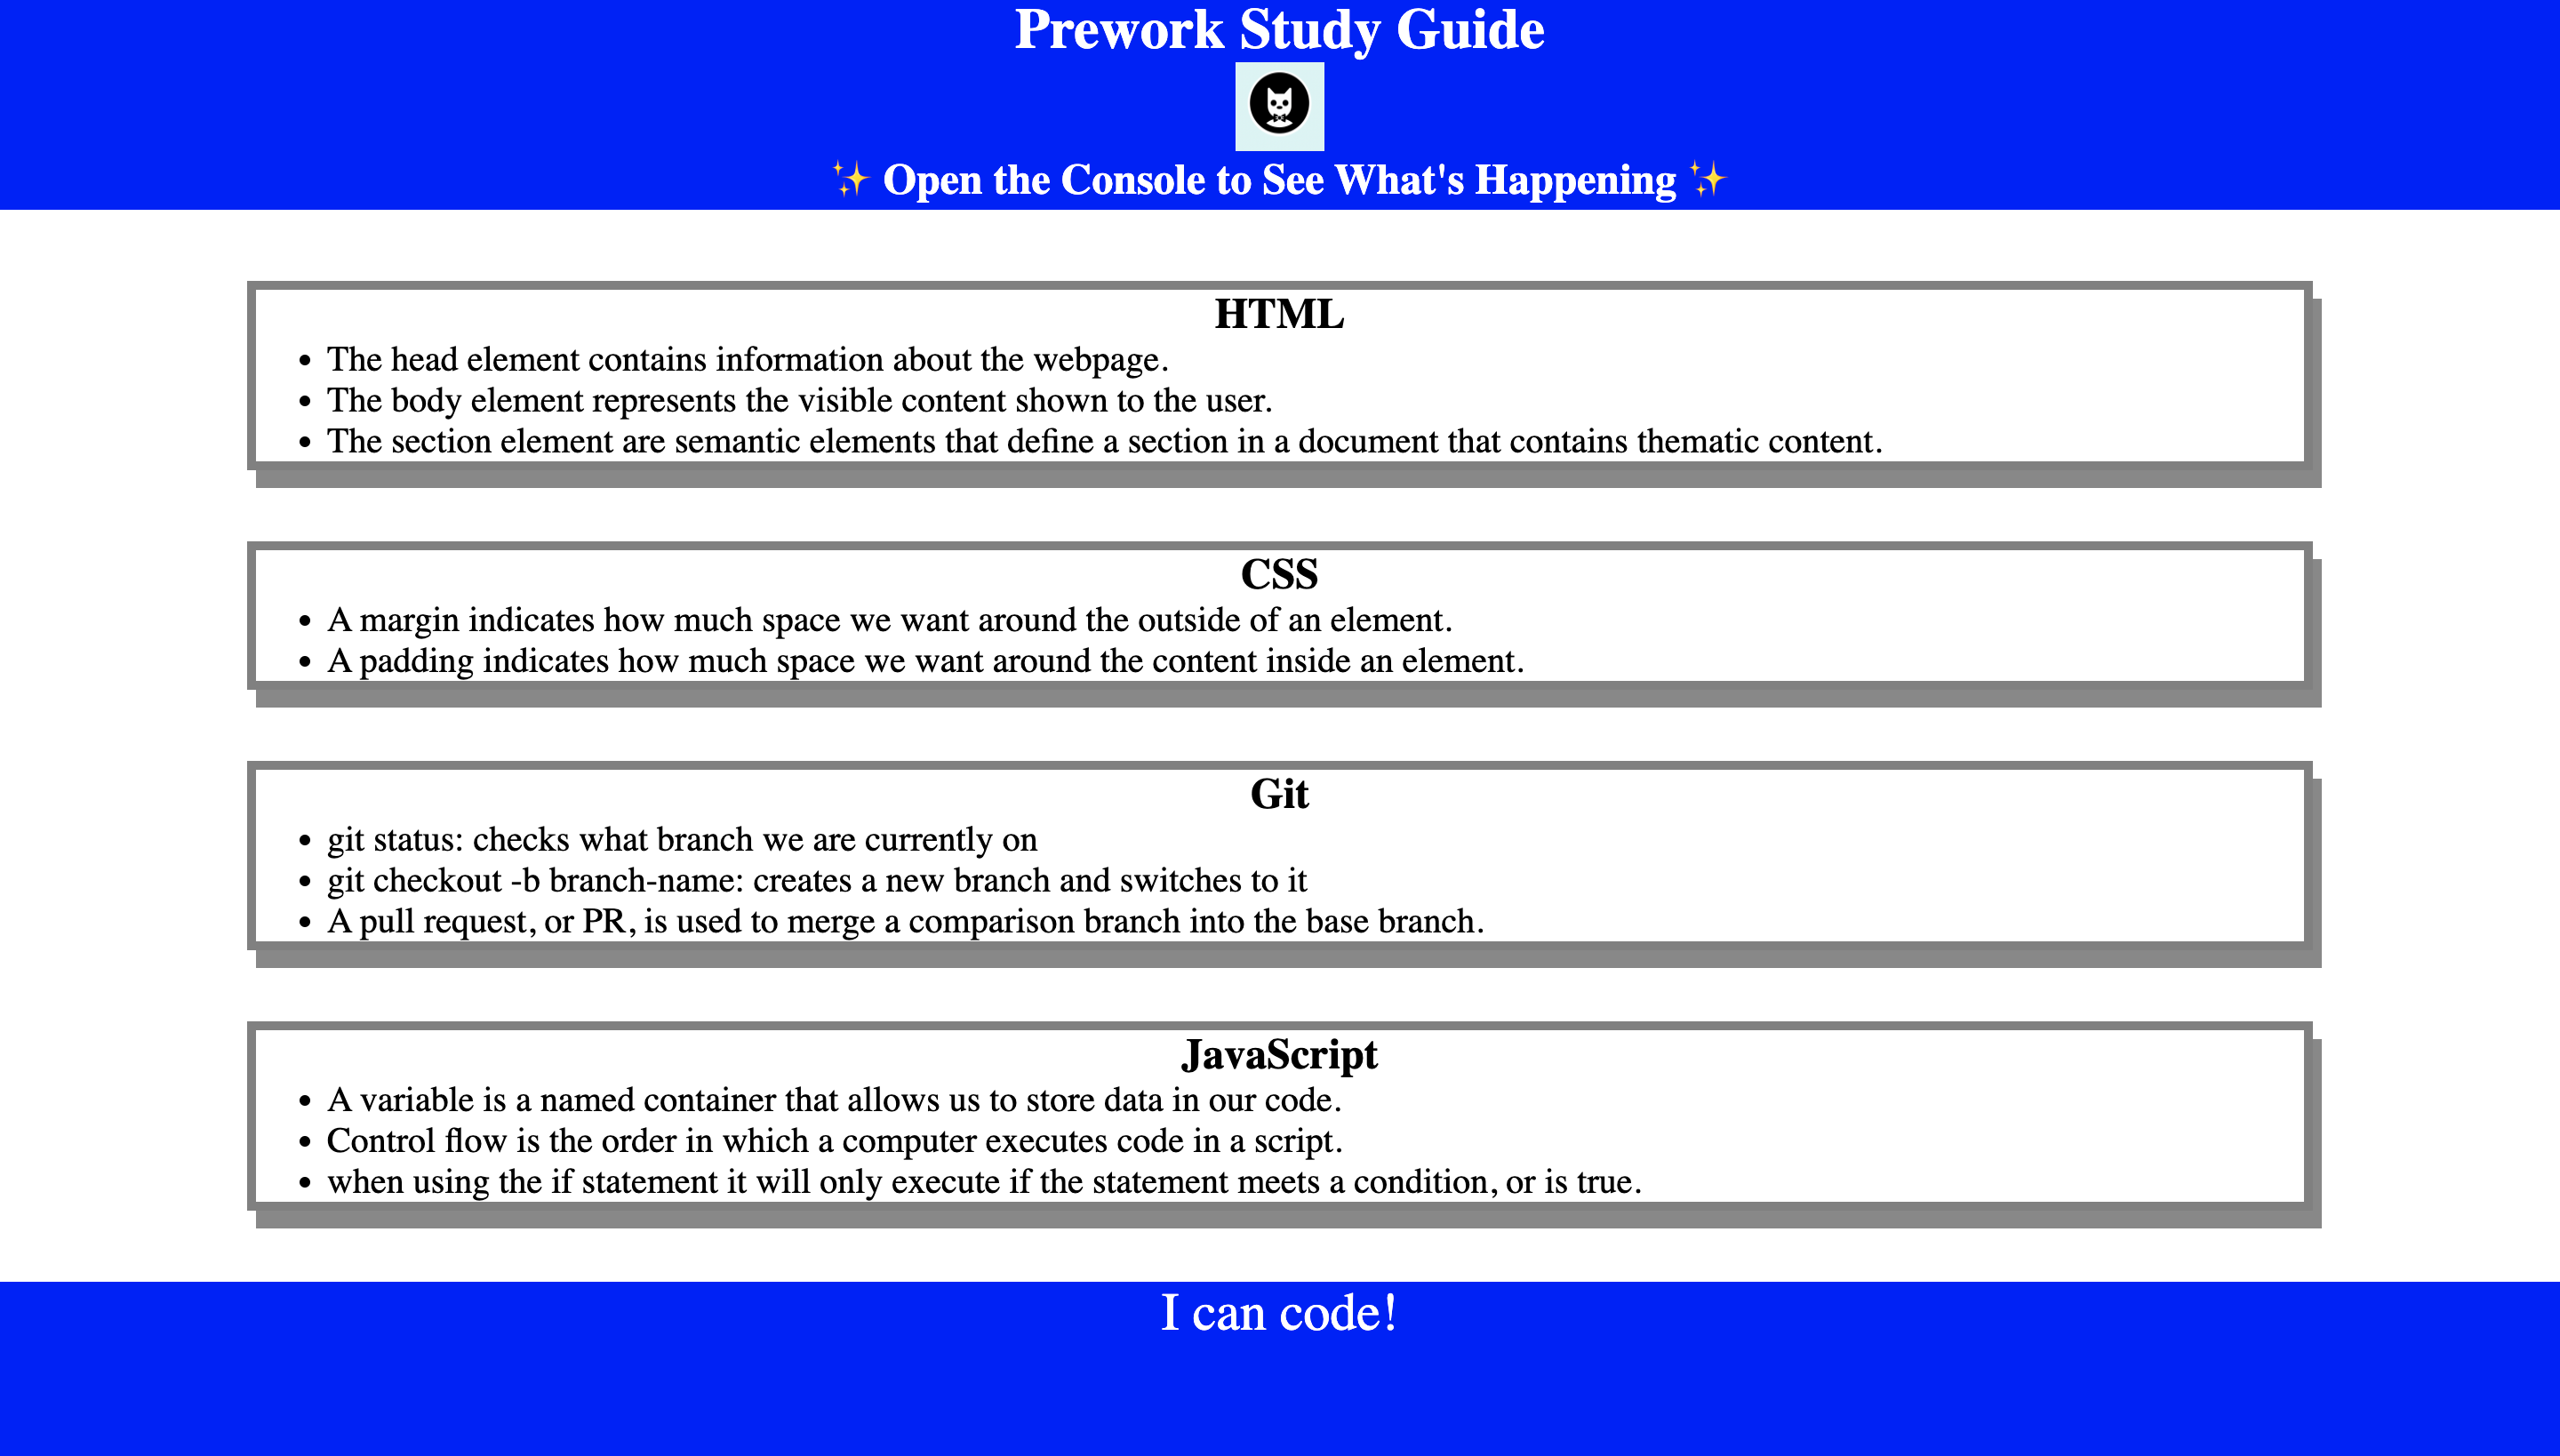 Prework Study Guide
✨ Open the Console to See What's Happening ✨
HTML
• The head element contains information about the webpage.
• The body element represents the visible content shown to the user.
• The section element are semantic elements that define a section in a document that contains thematic content.
CSS
• A margin indicates how much space we want around the outside of an element.
• A padding indicates how much space we want around the content inside an element.
Git
• git status: checks what branch we are currently on
• git checkout -b branch-name: creates a new branch and switches to it
• A pull request, or PR, is used to merge a comparison branch into the base branch.
JavaScript
• A variable is a named container that allows us to store data in our code.
• Control flow is the order in which a computer executes code in a script.
• when using the if statement it will only execute if the statement meets a condition, or is true.
I can code!